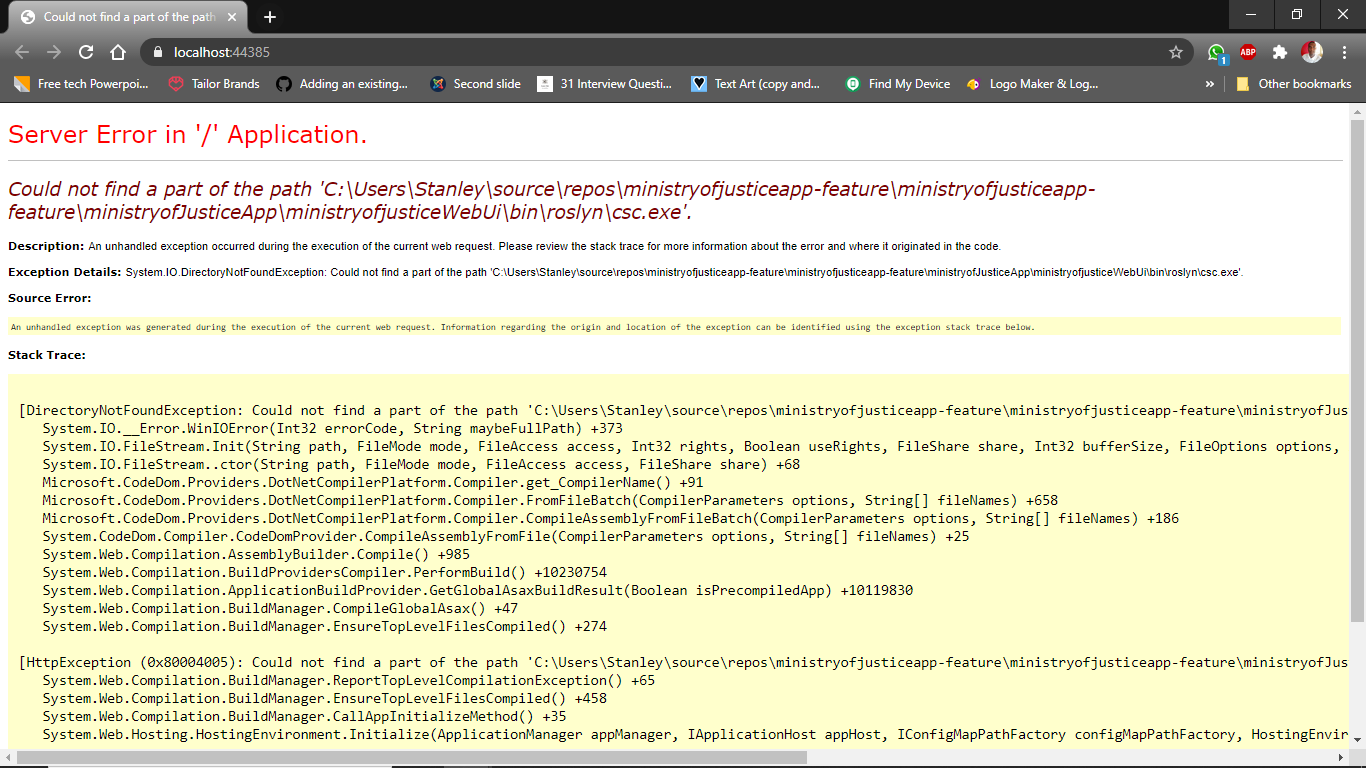 Could not find a part of the path
localhost:44385
ABP
1
Free tech Powerpoi...
Tailor Brands
Adding an existing...
Second slide
31 Interview Questi...
Text Art (copy and...
Find My Device
Logo Maker & Log...
»
Other bookmarks
Server Error in '/' Application.
Could not find a part of the path 'C:\Users\Stanley\source\repos\ministryofjusticeapp-feature\ministryofjusticeapp-
feature\ministryofJusticeApp\ministryofjusticeWebUi\bin\roslyn\csc.exe'.
Description: An unhandled exception occurred during the execution of the current web request. Please review the stack trace for more information about the error and where it originated in the code.
Exception Details: System.IO.DirectoryNotFoundException: Could not find a part of the path 'C:\Users\Stanley\source\repos\ministryofjusticeapp-feature\ministryofjusticeapp-feature\ministryofJusticeApp\ministryofjusticeWebUi\bin\roslyn\csc.exe'.
Source Error:
An unhandled exception was generated during the execution of the current web request. Information regarding the origin and location of the exception can be identified using the exception stack trace below.
Stack Trace:
[DirectoryNotFoundException: Could not find a part of the path 'C:\Users\Stanley\source\repos\ministryofjusticeapp-feature\ministryofjusticeapp-feature\ministryofJus
System.IO.__Error.WinIOError(Int32 errorCode, String maybeFullPath) +373
System.IO.FileStream.Init(String path, FileMode mode, FileAccess access, Int32 rights, Boolean useRights, FileShare share, Int32 bufferSize, FileOptions options,
System.IO.FileStream..ctor(String path, FileMode mode, FileAccess access, FileShare share) +68
Microsoft.CodeDom.Providers.DotNetCompilerPlatform.Compiler.get_CompilerName() +91
Microsoft.CodeDom.Providers.DotNetCompilerPlatform.Compiler.FromFileBatch(CompilerParameters options, String[] fileNames) +658
Microsoft.CodeDom.Providers.DotNetCompilerPlatform.Compiler.CompileAssemblyFromFileBatch(CompilerParameters options, String[] fileNames) +186
System.CodeDom.Compiler.CodeDomProvider.CompileAssemblyFromFile(CompilerParameters options, String[] fileNames) +25
System.Web.Compilation.AssemblyBuilder.Compile() +985
System.Web.Compilation.BuildProvidersCompiler.PerformBuild() +10230754
System.Web.Compilation.ApplicationBuildProvider.GetGlobalAsaxBuildResult(Boolean isPrecompiledApp) +10119830
System.Web.Compilation.BuildManager.CompileGlobalAsax() +47
System.Web.Compilation.BuildManager.EnsureTopLevelFilesCompiled() +274
[HttpException (0x80004005): Could not find a part of the path 'C:\Users\Stanley\source\repos\ministryofjusticeapp-feature\ministryofjusticeapp-feature\ministryofJus
System.Web.Compilation.BuildManager.ReportTopLevelCompilationException() +65
System.Web.Compilation.BuildManager.EnsureTopLevelFilesCompiled() +458
System.Web.Compilation.BuildManager.CallAppInitializeMethod() +35
System.Web.Hosting.HostingEnvironment.Initialize(ApplicationManager appManager, IApplicationHost appHost, IConfigMapPathFactory configMapPathFactory, HostingEnvir